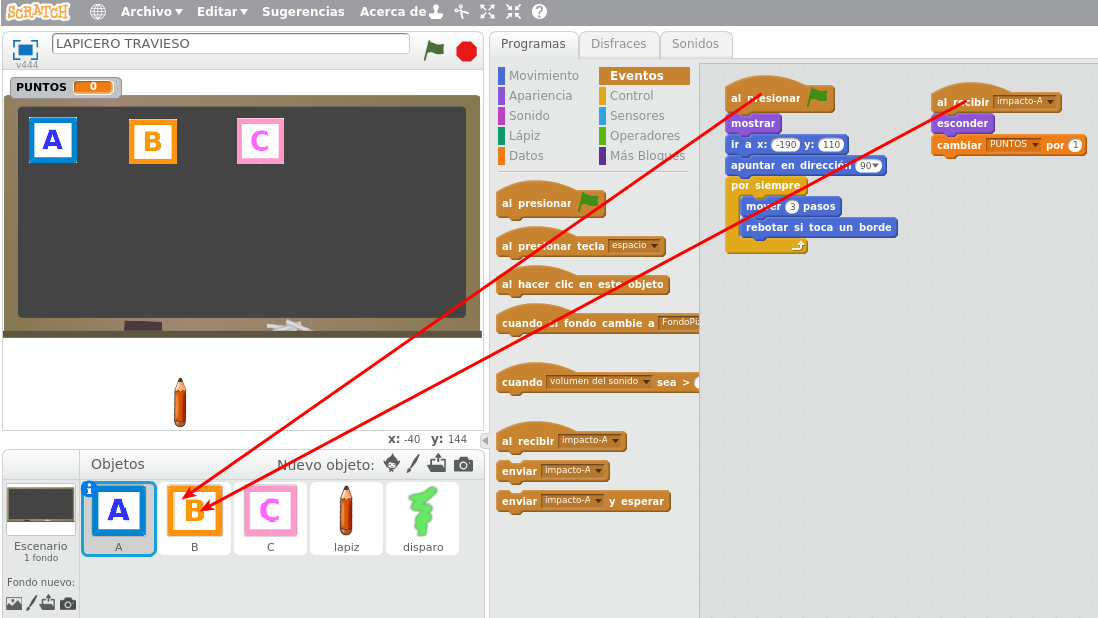 SCRATCH
Archivo Editar Sugerencias Acerca de
LAPICERO TRAVIESO
v444
PUNTOS 0
A B C
x: -40 y: 144
Programas Disfraces Sonidos
Movimiento Eventos
Apariencia Control
Sonido Sensores
Lápiz Operadores
Datos Más Bloques
al presionar
al presionar tecla espacio
al hacer clic en este objeto
cuando el fondo cambie a
cuando volumen del sonido sea >
al recibir impacto-A
enviar impacto-A
enviar impacto-A y esperar
al presionar
mostrar
ir a x: -190 y: 110
apuntar en dirección 90
por siempre
mover 3 pasos
rebotar si toca un borde
al recibir impacto-A
esconder
cambiar PUNTOS por 1
Objetos Nuevo objeto:
Escenario
1 fondo
Fondo nuevo:
A B C
A B C lapiz disparo